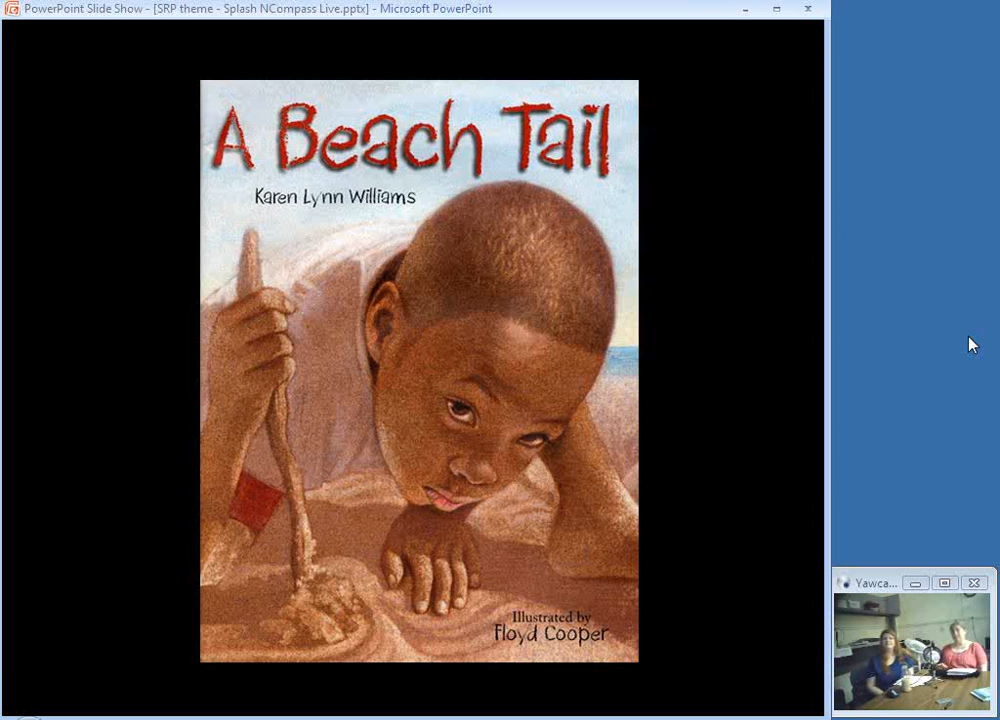 PowerPoint Slide Show - [SRP theme - Splash NCompass Live.pptx] - Microsoft PowerPoint
A Beach Tail
Karen Lynn Williams
Illustrated by
Floyd Cooper
Yawca...